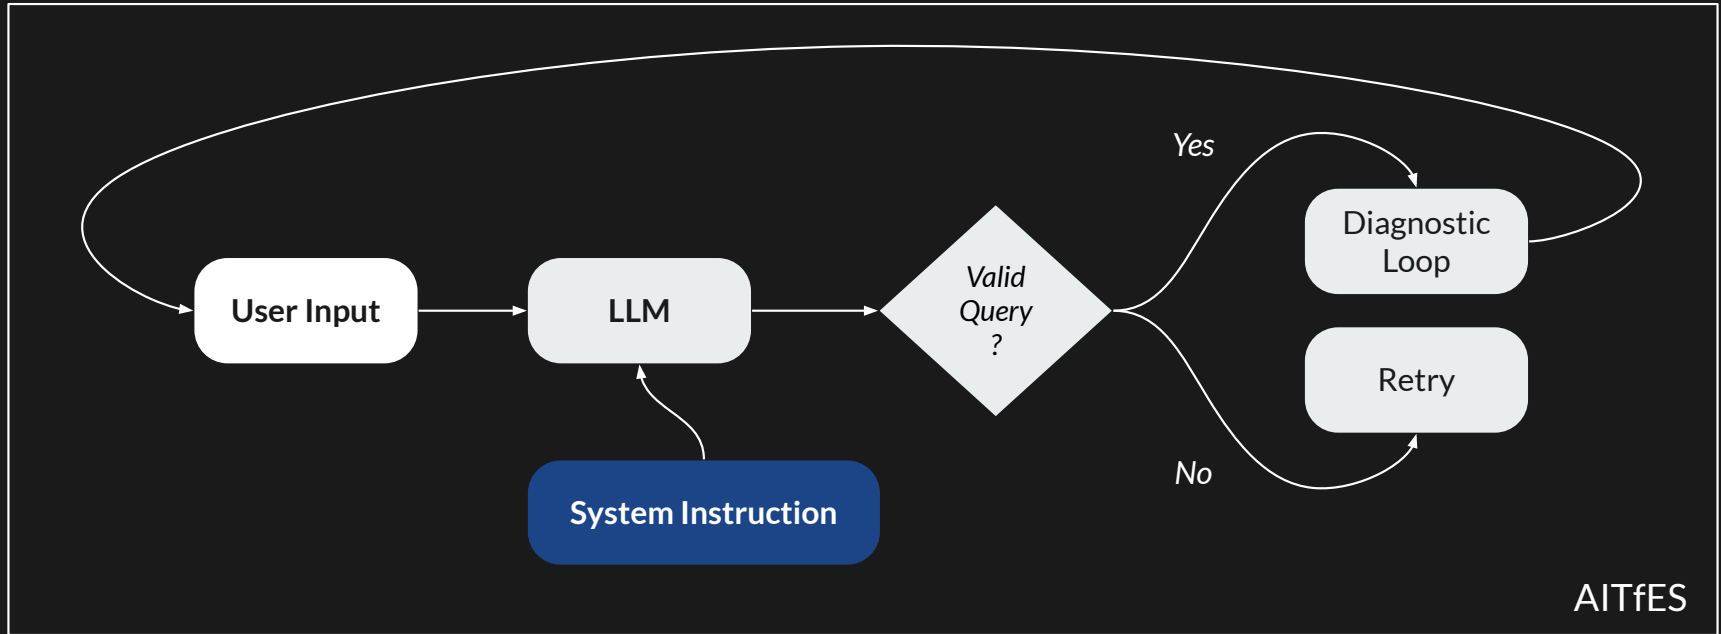 Yes
Diagnostic
Loop
User Input
LLM
Valid
Query
?
Retry
No
System Instruction
AITfES